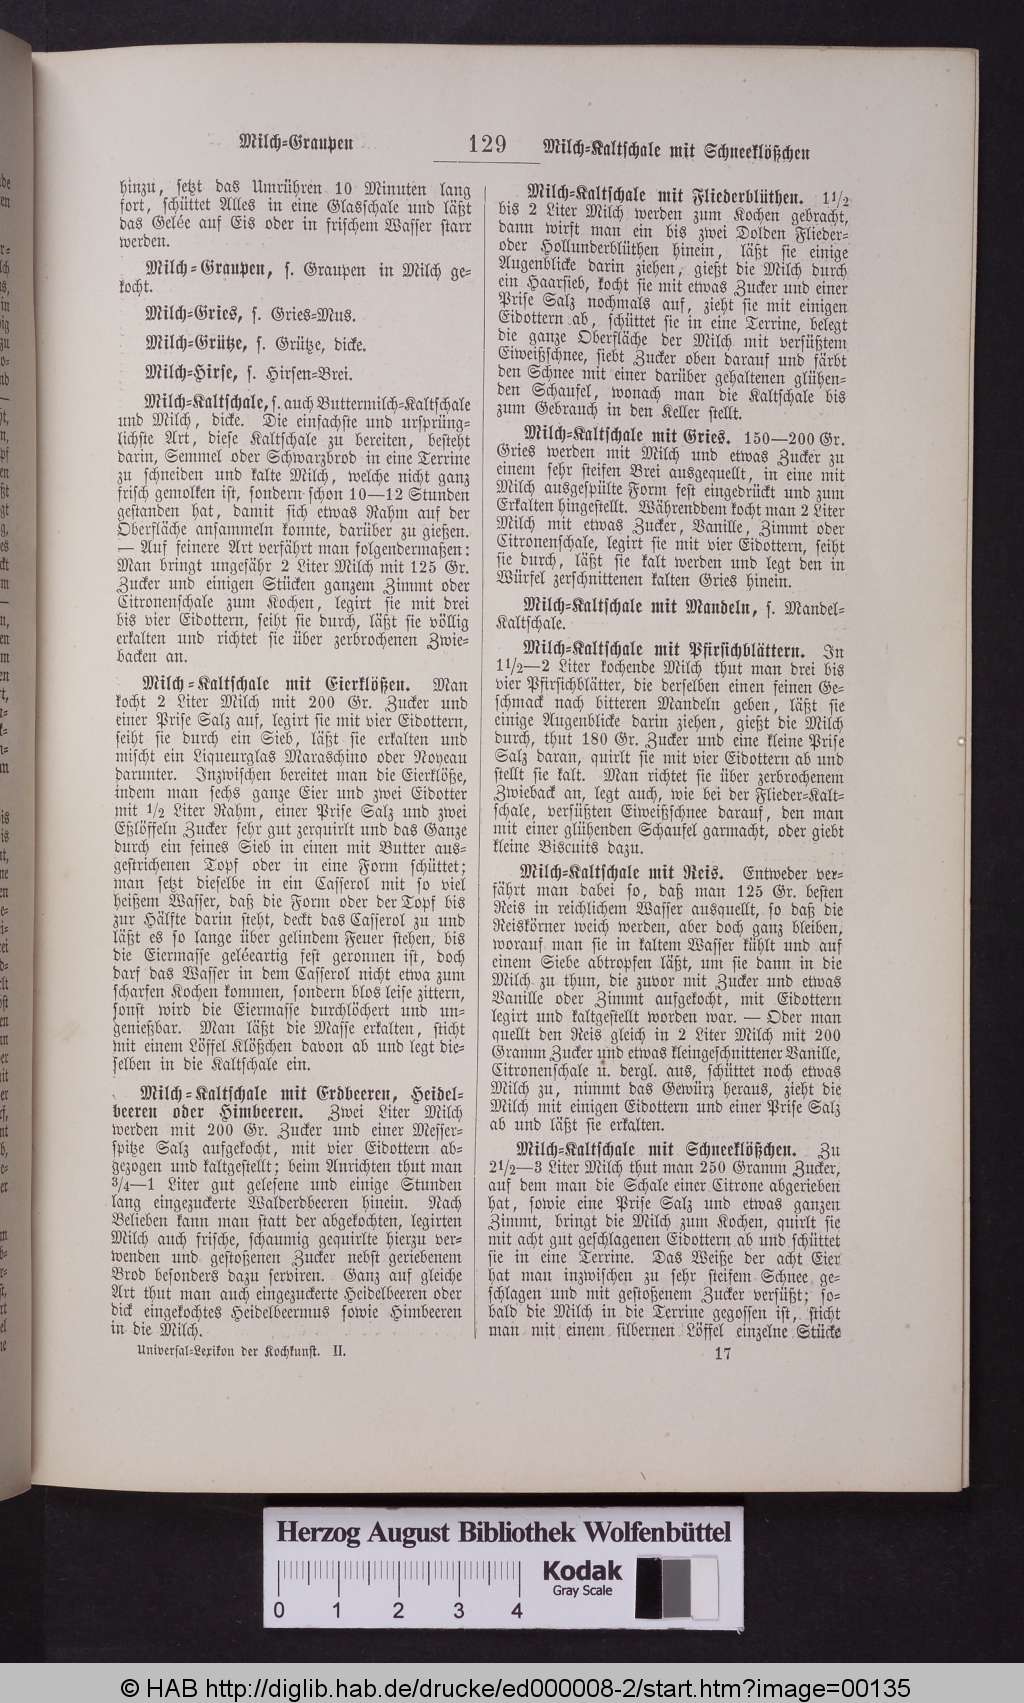 Milch-Graupen
129
Milch-Kaltschale mit Schneeklößchen
hinzu, setzt das Umrühren 10 Minuten lang
fort, schüttet Alles in eine Glasschale und läßt
das Gelée auf Eis oder in frischem Wasser starr
werden.
Milch-Graupen, s. Graupen in Milch ge-
kocht.
Milch-Gries, s. Gries-Mus.
Milch-Grütze, s. Grütze, dicke.
Milch-Hirse, s. Hirsen-Brei.
Milch-Kaltschale, s. auch Buttermilch-Kaltschale
und Milch, dicke. Die einfachste und ursprüng-
lichste Art, diese Kaltschale zu bereiten, besteht
darin, Semmel oder Schwarzbrod in eine Terrine
zu schneiden und kalte Milch, welche nicht ganz
frisch gemolken ist, sondern schon 10—12 Stunden
gestanden hat, damit sich etwas Rahm auf der
Oberfläche ansammeln konnte, darüber zu gießen.
— Auf feinere Art verfährt man folgendermaßen:
Man bringt ungefähr 2 Liter Milch mit 125 Gr.
Zucker und einigen Stücken ganzem Zimmt oder
Citronenschale zum Kochen, legirt sie mit drei
bis vier Eidottern, seiht sie durch, läßt sie völlig
erkalten und richtet sie über zerbrochenen Zwie-
backen an.
Milch-Kaltschale mit Eierklößen. Man
kocht 2 Liter Milch mit 200 Gr. Zucker und
einer Prise Salz auf, legirt sie mit vier Eidottern,
seiht sie durch ein Sieb, läßt sie erkalten und
mischt ein Liqueurglas Maraschino oder Noyeau
darunter. Inzwischen bereitet man die Eierklöße,
indem man sechs ganze Eier und zwei Eidotter
mit 1/2 Liter Rahm, einer Prise Salz und zwei
Eßlöffeln Zucker sehr gut zerquirlt und das Ganze
durch ein feines Sieb in einen mit Butter aus-
gestrichenen Topf oder in eine Form schüttet;
man setzt dieselbe in ein Casserol mit so viel
heißem Wasser, daß die Form oder der Topf bis
zur Hälfte darin steht, deckt das Casserol zu und
läßt es so lange über gelindem Feuer stehen, bis
die Eiermasse geléeartig fest geronnen ist, doch
darf das Wasser in dem Casserol nicht etwa zum
scharfen Kochen kommen, sondern blos leise zittern,
sonst wird die Eiermasse durchlöchert und un-
genießbar. Man läßt die Masse erkalten, sticht
mit einem Löffel Klößchen davon ab und legt die-
selben in die Kaltschale ein.
Milch-Kaltschale mit Erdbeeren, Heidel-
beeren oder Himbeeren. Zwei Liter Milch
werden mit 200 Gr. Zucker und einer Messer-
spitze Salz aufgekocht, mit vier Eidottern ab-
gezogen und kaltgestellt; beim Anrichten thut man
3/4—1 Liter gut gelesene und einige Stunden
lang eingezuckerte Walderdbeeren hinein. Nach
Belieben kann man statt der abgekochten, legirten
Milch auch frische, schaumig gequirlte hierzu ver-
wenden und gestoßenen Zucker nebst geriebenem
Brod besonders dazu serviren. Ganz auf gleiche
Art thut man auch eingezuckerte Heidelbeeren oder
dick eingekochtes Heidelbeermus sowie Himbeeren
in die Milch.
Universal-Lexikon der Kochkunst. II.
Milch-Kaltschale mit Fliederblüthen. 1 1/2
bis 2 Liter Milch werden zum Kochen gebracht,
dann wirft man ein bis zwei Dolden Flieder-
oder Hollunderblüthen hinein, läßt sie einige
Augenblicke darin ziehen, gießt die Milch durch
ein Haarsieb, kocht sie mit etwas Zucker und einer
Prise Salz nochmals auf, zieht sie mit einigen
Eidottern ab, schüttet sie in eine Terrine, belegt
die ganze Oberfläche der Milch mit versüßtem
Eiweißschnee, siebt Zucker oben darauf und färbt
den Schnee mit einer darüber gehaltenen glühen-
den Schaufel, wonach man die Kaltschale bis
zum Gebrauch in den Keller stellt.
Milch-Kaltschale mit Gries. 150—200 Gr.
Gries werden mit Milch und etwas Zucker zu
einem sehr steifen Brei ausgequellt, in eine mit
Milch ausgespülte Form fest eingedrückt und zum
Erkalten hingestellt. Währenddem kocht man 2 Liter
Milch mit etwas Zucker, Vanille, Zimmt oder
Citronenschale, legirt sie mit vier Eidottern, seiht
sie durch, läßt sie kalt werden und legt den in
Würfel zerschnittenen kalten Gries hinein.
Milch-Kaltschale mit Mandeln, s. Mandel-
Kaltschale.
Milch-Kaltschale mit Pfirsichblättern. In
1 1/2—2 Liter kochende Milch thut man drei bis
vier Pfirsichblätter, die derselben einen feinen Ge-
schmack nach bitteren Mandeln geben, läßt sie
einige Augenblicke darin ziehen, gießt die Milch
durch, thut 180 Gr. Zucker und eine kleine Prise
Salz daran, quirlt sie mit vier Eidottern ab und
stellt sie kalt. Man richtet sie über zerbrochenem
Zwieback an, legt auch, wie bei der Flieder-Kalt-
schale, versüßten Eiweißschnee darauf, den man
mit einer glühenden Schaufel garmacht, oder giebt
kleine Biscuits dazu.
Milch-Kaltschale mit Reis. Entweder ver-
fährt man dabei so, daß man 125 Gr. besten
Reis in reichlichem Wasser ausquellt, so daß die
Reiskörner weich werden, aber doch ganz bleiben,
worauf man sie in kaltem Wasser kühlt und auf
einem Siebe abtropfen läßt, um sie dann in die
Milch zu thun, die zuvor mit Zucker und etwas
Vanille oder Zimmt aufgekocht, mit Eidottern
legirt und kaltgestellt worden war. — Oder man
quellt den Reis gleich in 2 Liter Milch mit 200
Gramm Zucker und etwas kleingeschnittener Vanille,
Citronenschale u. dergl. aus, schüttet noch etwas
Milch zu, nimmt das Gewürz heraus, zieht die
Milch mit einigen Eidottern und einer Prise Salz
ab und läßt sie erkalten.
Milch-Kaltschale mit Schneeklößchen. Zu
2 1/2—3 Liter Milch thut man 250 Gramm Zucker,
auf dem man die Schale einer Citrone abgerieben
hat, sowie eine Prise Salz und etwas ganzen
Zimmt, bringt die Milch zum Kochen, quirlt sie
mit acht gut geschlagenen Eidottern ab und schüttet
sie in eine Terrine. Das Weiße der acht Eier
hat man inzwischen zu sehr steifem Schnee ge-
schlagen und mit gestoßenem Zucker versüßt; so-
bald die Milch in die Terrine gegossen ist, sticht
man mit einem silbernen Löffel einzelne Stücke
17
Herzog August Bibliothek Wolfenbüttel
0 1 2 3 4
Kodak
Gray Scale
© HAB http://diglib.hab.de/drucke/ed000008-2/start.htm?image=00135